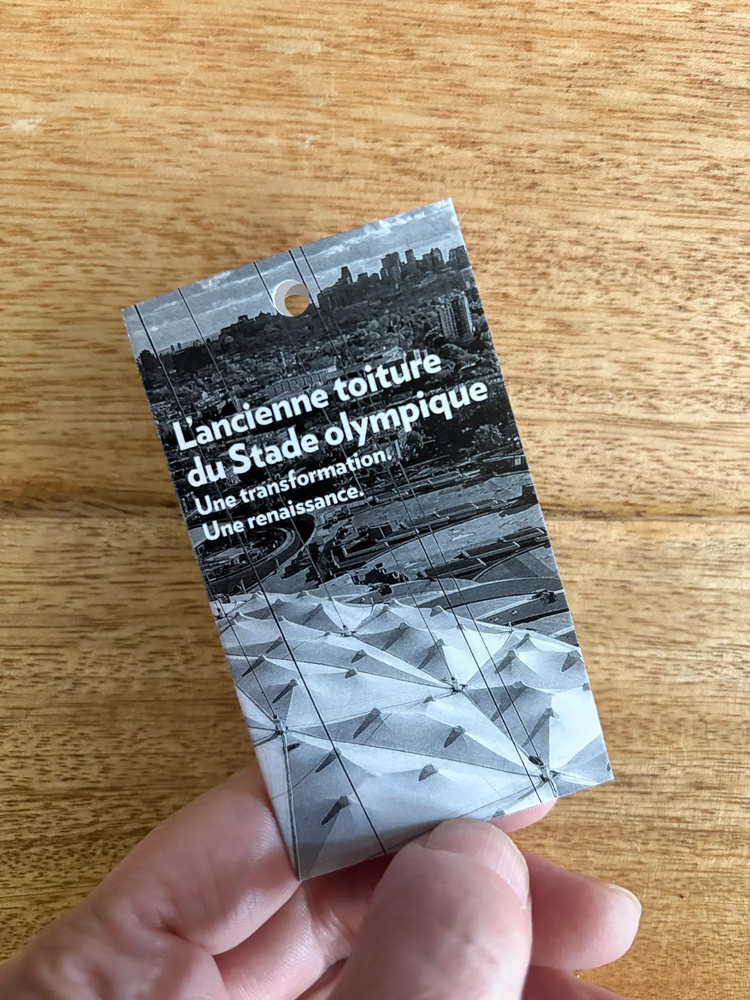 L'ancienne toiture
du Stade olympique
Une transformation.
Une renaissance.